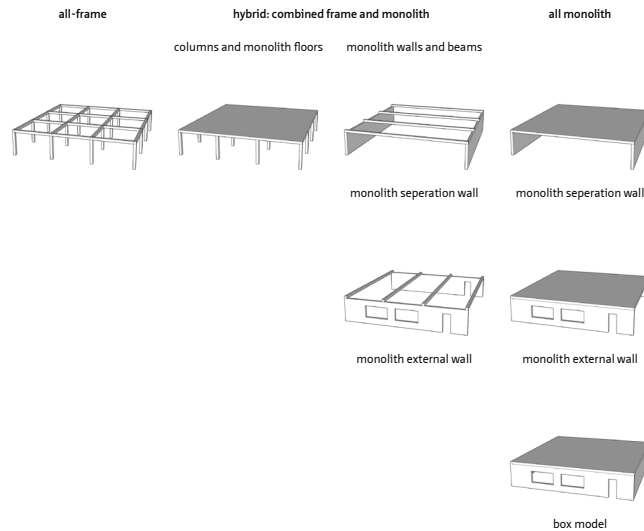 all-frame
hybrid: combined frame and monolith
all monolith
columns and monolith floors
monolith walls and beams
monolith seperation wall
monolith seperation wall
monolith external wall
monolith external wall
box model